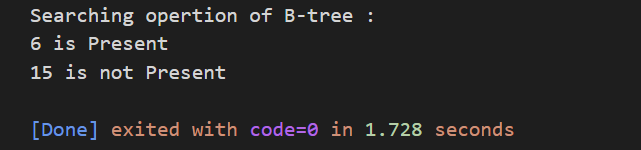 Searching opertion of B-tree :
6 is Present
15 is not Present
[Done] exited with code=0 in 1.728 seconds